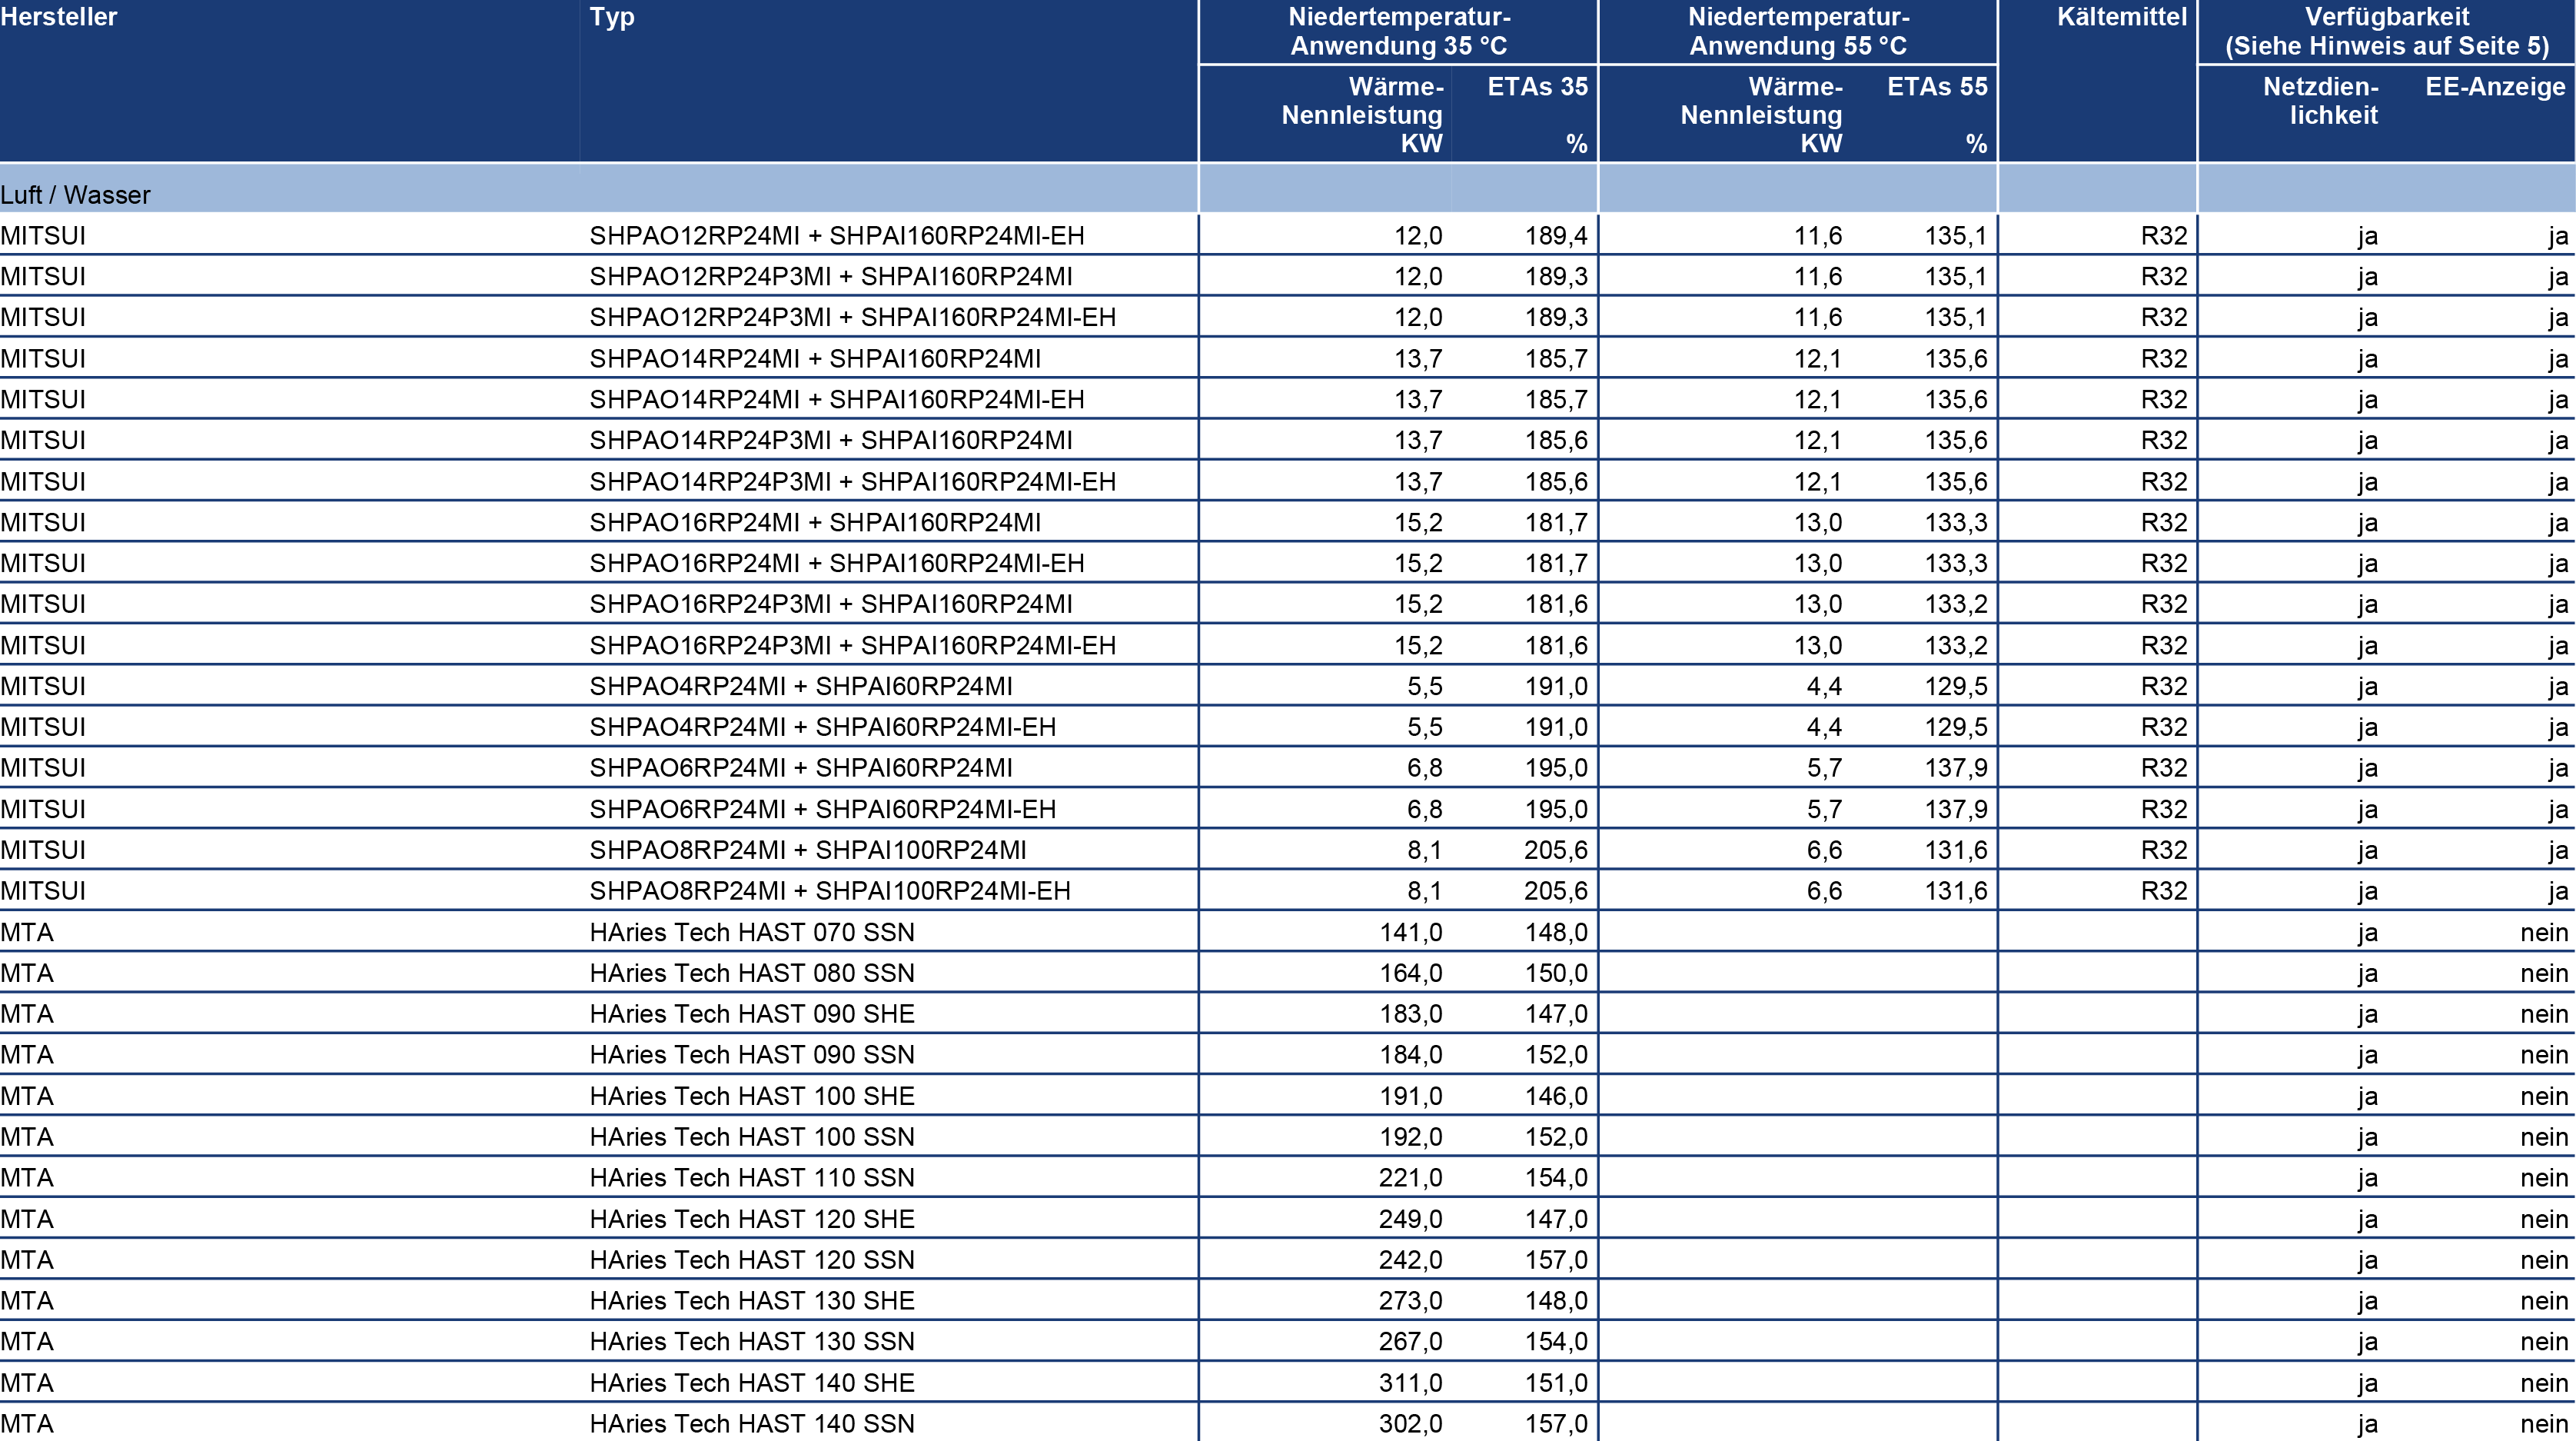 Hersteller Typ Niedertemperatur- Niedertemperatur- Kältemittel Verfügbarkeit
Anwendung 35 °C Anwendung 55 °C (Siehe Hinweis auf Seite 5)
Wärme- ETAs 35 Wärme- ETAs 55 Netzdien- EE-Anzeige
Nennleistung Nennleistung lichkeit
KW % KW %
Luft / Wasser
MITSUI SHPAO12RP24MI + SHPAI160RP24MI-EH 12,0 189,4 11,6 135,1 R32 ja ja
MITSUI SHPAO12RP24P3MI + SHPAI160RP24MI 12,0 189,3 11,6 135,1 R32 ja ja
MITSUI SHPAO12RP24P3MI + SHPAI160RP24MI-EH 12,0 189,3 11,6 135,1 R32 ja ja
MITSUI SHPAO14RP24MI + SHPAI160RP24MI 13,7 185,7 12,1 135,6 R32 ja ja
MITSUI SHPAO14RP24MI + SHPAI160RP24MI-EH 13,7 185,7 12,1 135,6 R32 ja ja
MITSUI SHPAO14RP24P3MI + SHPAI160RP24MI 13,7 185,6 12,1 135,6 R32 ja ja
MITSUI SHPAO14RP24P3MI + SHPAI160RP24MI-EH 13,7 185,6 12,1 135,6 R32 ja ja
MITSUI SHPAO16RP24MI + SHPAI160RP24MI 15,2 181,7 13,0 133,3 R32 ja ja
MITSUI SHPAO16RP24MI + SHPAI160RP24MI-EH 15,2 181,7 13,0 133,3 R32 ja ja
MITSUI SHPAO16RP24P3MI + SHPAI160RP24MI 15,2 181,6 13,0 133,2 R32 ja ja
MITSUI SHPAO16RP24P3MI + SHPAI160RP24MI-EH 15,2 181,6 13,0 133,2 R32 ja ja
MITSUI SHPAO4RP24MI + SHPAI60RP24MI 5,5 191,0 4,4 129,5 R32 ja ja
MITSUI SHPAO4RP24MI + SHPAI60RP24MI-EH 5,5 191,0 4,4 129,5 R32 ja ja
MITSUI SHPAO6RP24MI + SHPAI60RP24MI 6,8 195,0 5,7 137,9 R32 ja ja
MITSUI SHPAO6RP24MI + SHPAI60RP24MI-EH 6,8 195,0 5,7 137,9 R32 ja ja
MITSUI SHPAO8RP24MI + SHPAI100RP24MI 8,1 205,6 6,6 131,6 R32 ja ja
MITSUI SHPAO8RP24MI + SHPAI100RP24MI-EH 8,1 205,6 6,6 131,6 R32 ja ja
MTA HAries Tech HAST 070 SSN 141,0 148,0 ja nein
MTA HAries Tech HAST 080 SSN 164,0 150,0 ja nein
MTA HAries Tech HAST 090 SHE 183,0 147,0 ja nein
MTA HAries Tech HAST 090 SSN 184,0 152,0 ja nein
MTA HAries Tech HAST 100 SHE 191,0 146,0 ja nein
MTA HAries Tech HAST 100 SSN 192,0 152,0 ja nein
MTA HAries Tech HAST 110 SSN 221,0 154,0 ja nein
MTA HAries Tech HAST 120 SHE 249,0 147,0 ja nein
MTA HAries Tech HAST 120 SSN 242,0 157,0 ja nein
MTA HAries Tech HAST 130 SHE 273,0 148,0 ja nein
MTA HAries Tech HAST 130 SSN 267,0 154,0 ja nein
MTA HAries Tech HAST 140 SHE 311,0 151,0 ja nein
MTA HAries Tech HAST 140 SSN 302,0 157,0 ja nein